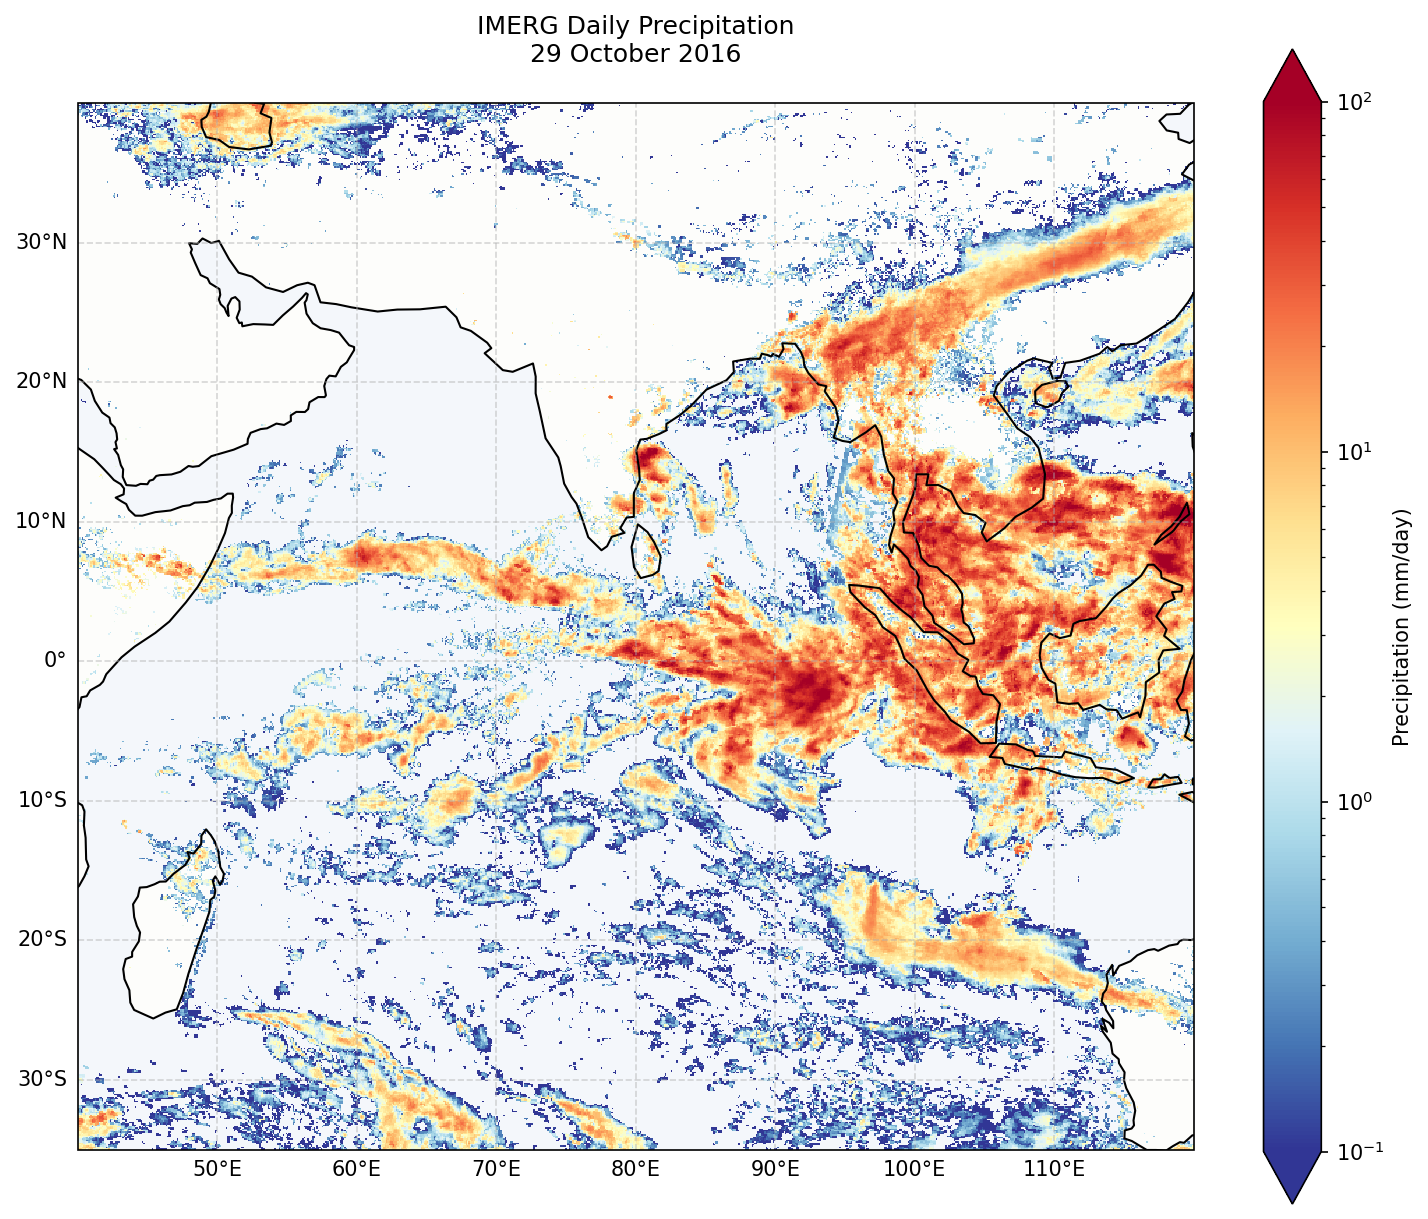 IMERG Daily Precipitation
29 October 2016
30°N
20°N
10°N
0°
10°S
20°S
30°S
50°E 60°E 70°E 80°E 90°E 100°E 110°E
10²
10¹
10⁰
10⁻¹
Precipitation (mm/day)